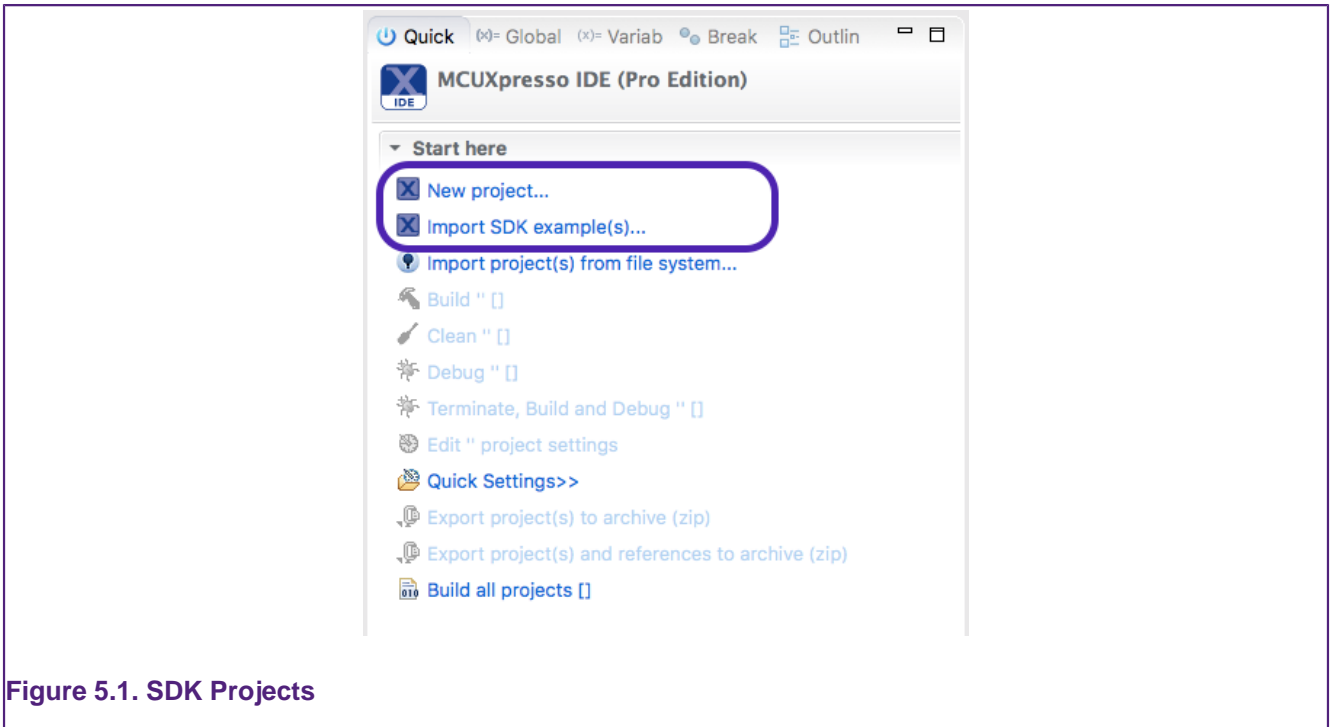 Quick (x)= Global (x)= Variab Break Outlin
MCUXpresso IDE (Pro Edition)
IDE
Start here
New project...
Import SDK example(s)...
Import project(s) from file system...
Build '' []
Clean '' []
Debug '' []
Terminate, Build and Debug '' []
Edit '' project settings
Quick Settings>>
Export project(s) to archive (zip)
Export project(s) and references to archive (zip)
010 Build all projects []
Figure 5.1. SDK Projects